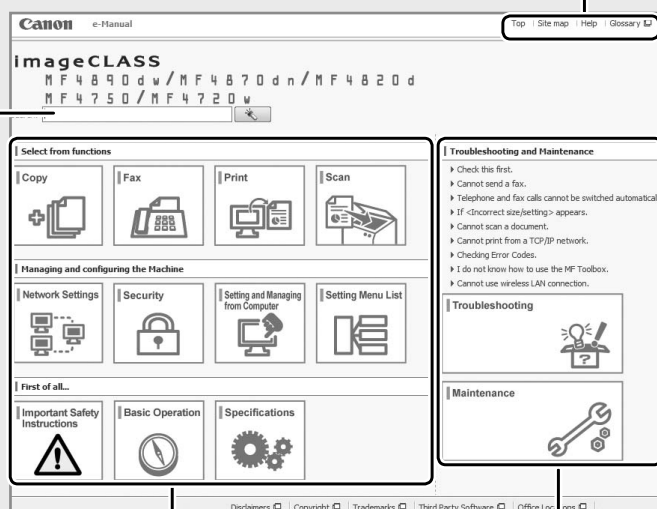 Canon e-Manual
Top Site map Help Glossary
imageCLASS
MF4890dw/MF4870dn/MF4820d
MF4750/MF4720w
Select from functions
Copy
Fax
Print
Scan
Managing and configuring the Machine
Network Settings
Security
Setting and Managing
from Computer
Setting Menu List
First of all...
Important Safety
Instructions
Basic Operation
Specifications
Troubleshooting and Maintenance
Check this first.
Cannot send a fax.
Telephone and fax calls cannot be switched automatical
If <Incorrect size/setting> appears.
Cannot scan a document.
Cannot print from a TCP/IP network.
Checking Error Codes.
I do not know how to use the MF Toolbox.
Cannot use wireless LAN connection.
Troubleshooting
?
Maintenance
Disclaimers Copyright Trademarks Third Party Software Office